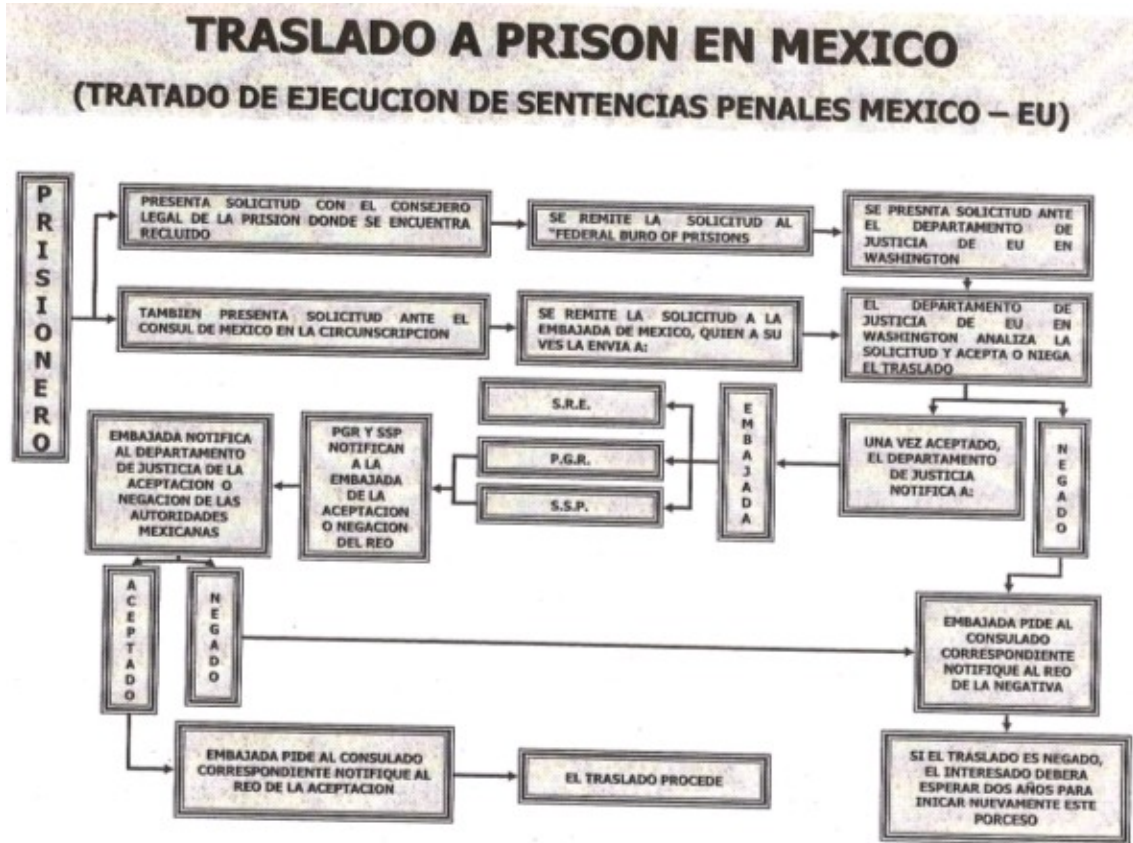 TRASLADO A PRISON EN MEXICO
(TRATADO DE EJECUCION DE SENTENCIAS PENALES MEXICO – EU)
PRISIONERO
PRESENTA SOLICITUD CON EL CONSEJERO
LEGAL DE LA PRISION DONDE SE ENCUENTRA
RECLUIDO
SE REMITE LA SOLICITUD AL
"FEDERAL BURO OF PRISIONS
SE PRESNTA SOLICITUD ANTE
EL DEPARTAMENTO DE
JUSTICIA DE EU EN
WASHINGTON
TAMBIEN PRESENTA SOLICITUD ANTE EL
CONSUL DE MEXICO EN LA CIRCUNSCRIPCION
SE REMITE LA SOLICITUD A LA
EMBAJADA DE MEXICO, QUIEN A SU
VES LA ENVIA A:
EL DEPARTAMENTO DE
JUSTICIA DE EU EN
WASHINGTON ANALIZA LA
SOLICITUD Y ACEPTA O NIEGA
EL TRASLADO
NEGADO
UNA VEZ ACEPTADO,
EL DEPARTAMENTO
DE JUSTICIA
NOTIFICA A:
EMBAJADA
S.R.E.
P.G.R.
S.S.P.
PGR Y SSP
NOTIFICAN
A LA
EMBAJADA
DE LA
ACEPTACION
O NEGACION
DEL REO
EMBAJADA NOTIFICA
AL DEPARTAMENTO
DE JUSTICIA DE LA
ACEPTACION O
NEGACION DE LAS
AUTORIDADES
MEXICANAS
ACEPTADO
NEGADO
EMBAJADA PIDE AL
CONSULADO
CORRESPONDIENTE
NOTIFIQUE AL REO
DE LA NEGATIVA
EMBAJADA PIDE AL CONSULADO
CORRESPONDIENTE NOTIFIQUE AL
REO DE LA ACEPTACION
EL TRASLADO PROCEDE
SI EL TRASLADO ES NEGADO,
EL INTERESADO DEBERA
ESPERAR DOS AÑOS PARA
INICAR NUEVAMENTE ESTE
PORCESO